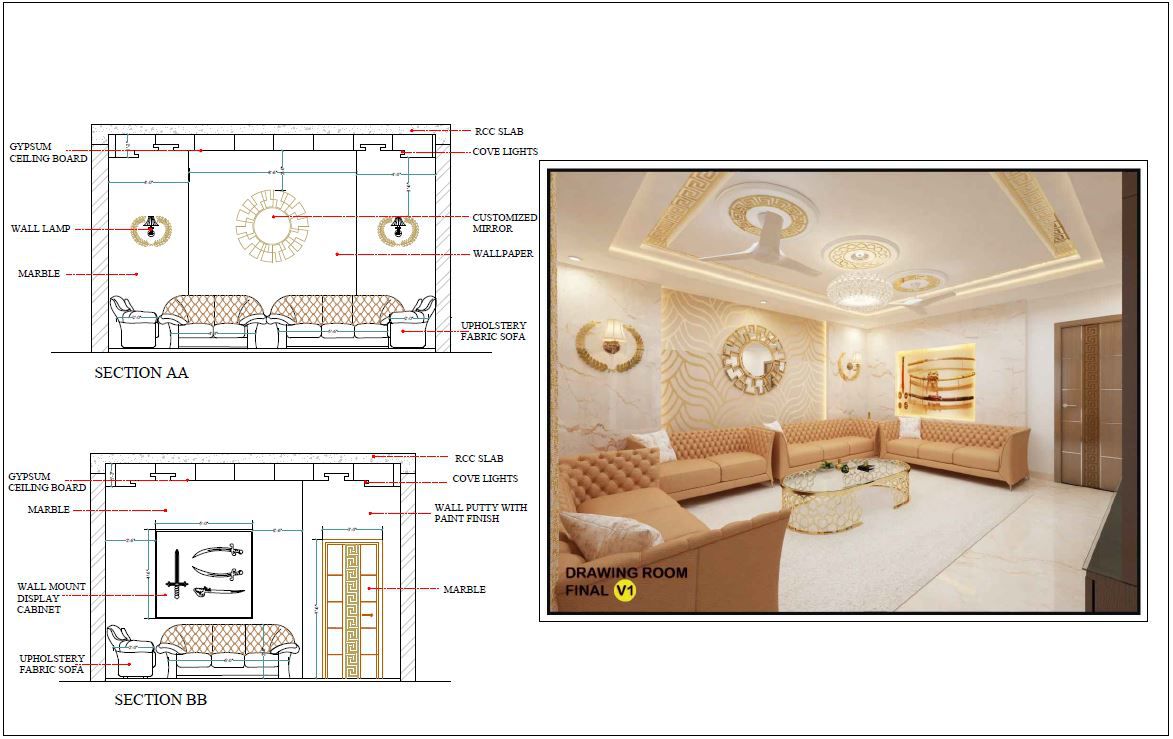 GYPSUM
CEILING BOARD
RCC SLAB
COVE LIGHTS
WALL LAMP
CUSTOMIZED
MIRROR
WALLPAPER
MARBLE
UPHOLSTERY
FABRIC SOFA
SECTION AA
GYPSUM
CEILING BOARD
RCC SLAB
COVE LIGHTS
MARBLE
WALL PUTTY WITH
PAINT FINISH
WALL MOUNT
DISPLAY
CABINET
MARBLE
UPHOLSTERY
FABRIC SOFA
SECTION BB
DRAWING ROOM
FINAL V1